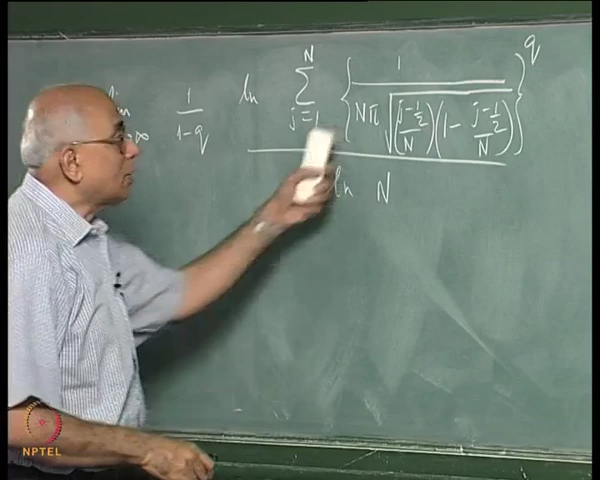 lim N→∞ 1/(1-q) ln Σ_{j=1}^{N} { 1 / (Nπ √(((j-1/2)/N)(1 - (j-1/2)/N))) }^q / ln N
NPTEL